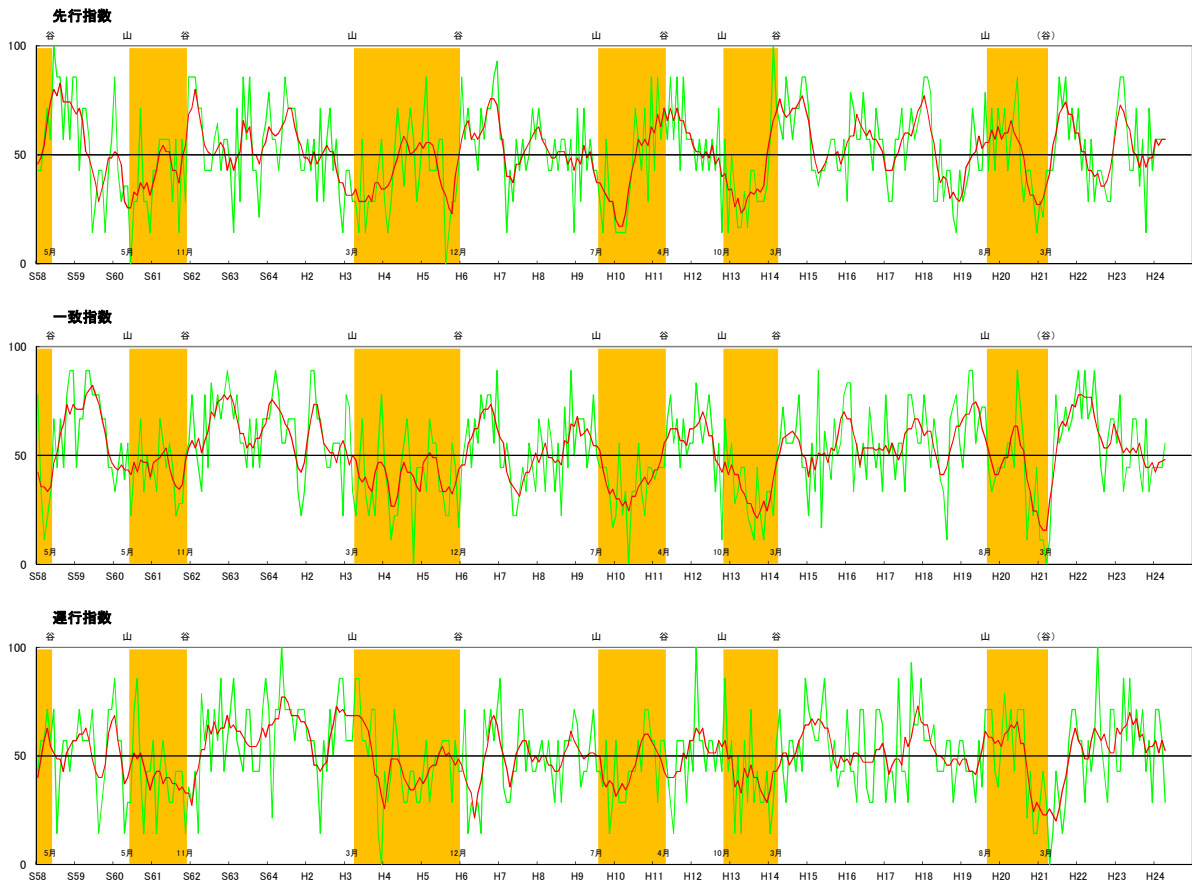 先行指数
谷 山 谷 山 谷 山 谷 山 谷 山 (谷)
100
50
5月 5月 11月 3月 12月 7月 4月 10月 3月 8月 3月
0
S58 S59 S60 S61 S62 S63 S64 H2 H3 H4 H5 H6 H7 H8 H9 H10 H11 H12 H13 H14 H15 H16 H17 H18 H19 H20 H21 H22 H23 H24
一致指数
谷 山 谷 山 谷 山 谷 山 谷 山 (谷)
100
50
5月 5月 11月 3月 12月 7月 4月 10月 3月 8月 3月
0
S58 S59 S60 S61 S62 S63 S64 H2 H3 H4 H5 H6 H7 H8 H9 H10 H11 H12 H13 H14 H15 H16 H17 H18 H19 H20 H21 H22 H23 H24
遅行指数
谷 山 谷 山 谷 山 谷 山 谷 山 (谷)
100
50
5月 5月 11月 3月 12月 7月 4月 10月 3月 8月 3月
0
S58 S59 S60 S61 S62 S63 S64 H2 H3 H4 H5 H6 H7 H8 H9 H10 H11 H12 H13 H14 H15 H16 H17 H18 H19 H20 H21 H22 H23 H24